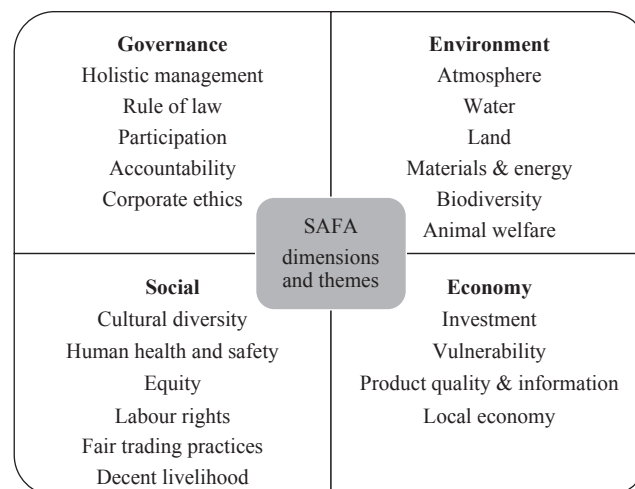 Governance
Holistic management
Rule of law
Participation
Accountability
Corporate ethics
Environment
Atmosphere
Water
Land
Materials & energy
Biodiversity
Animal welfare
SAFA
dimensions
and themes
Social
Cultural diversity
Human health and safety
Equity
Labour rights
Fair trading practices
Decent livelihood
Economy
Investment
Vulnerability
Product quality & information
Local economy